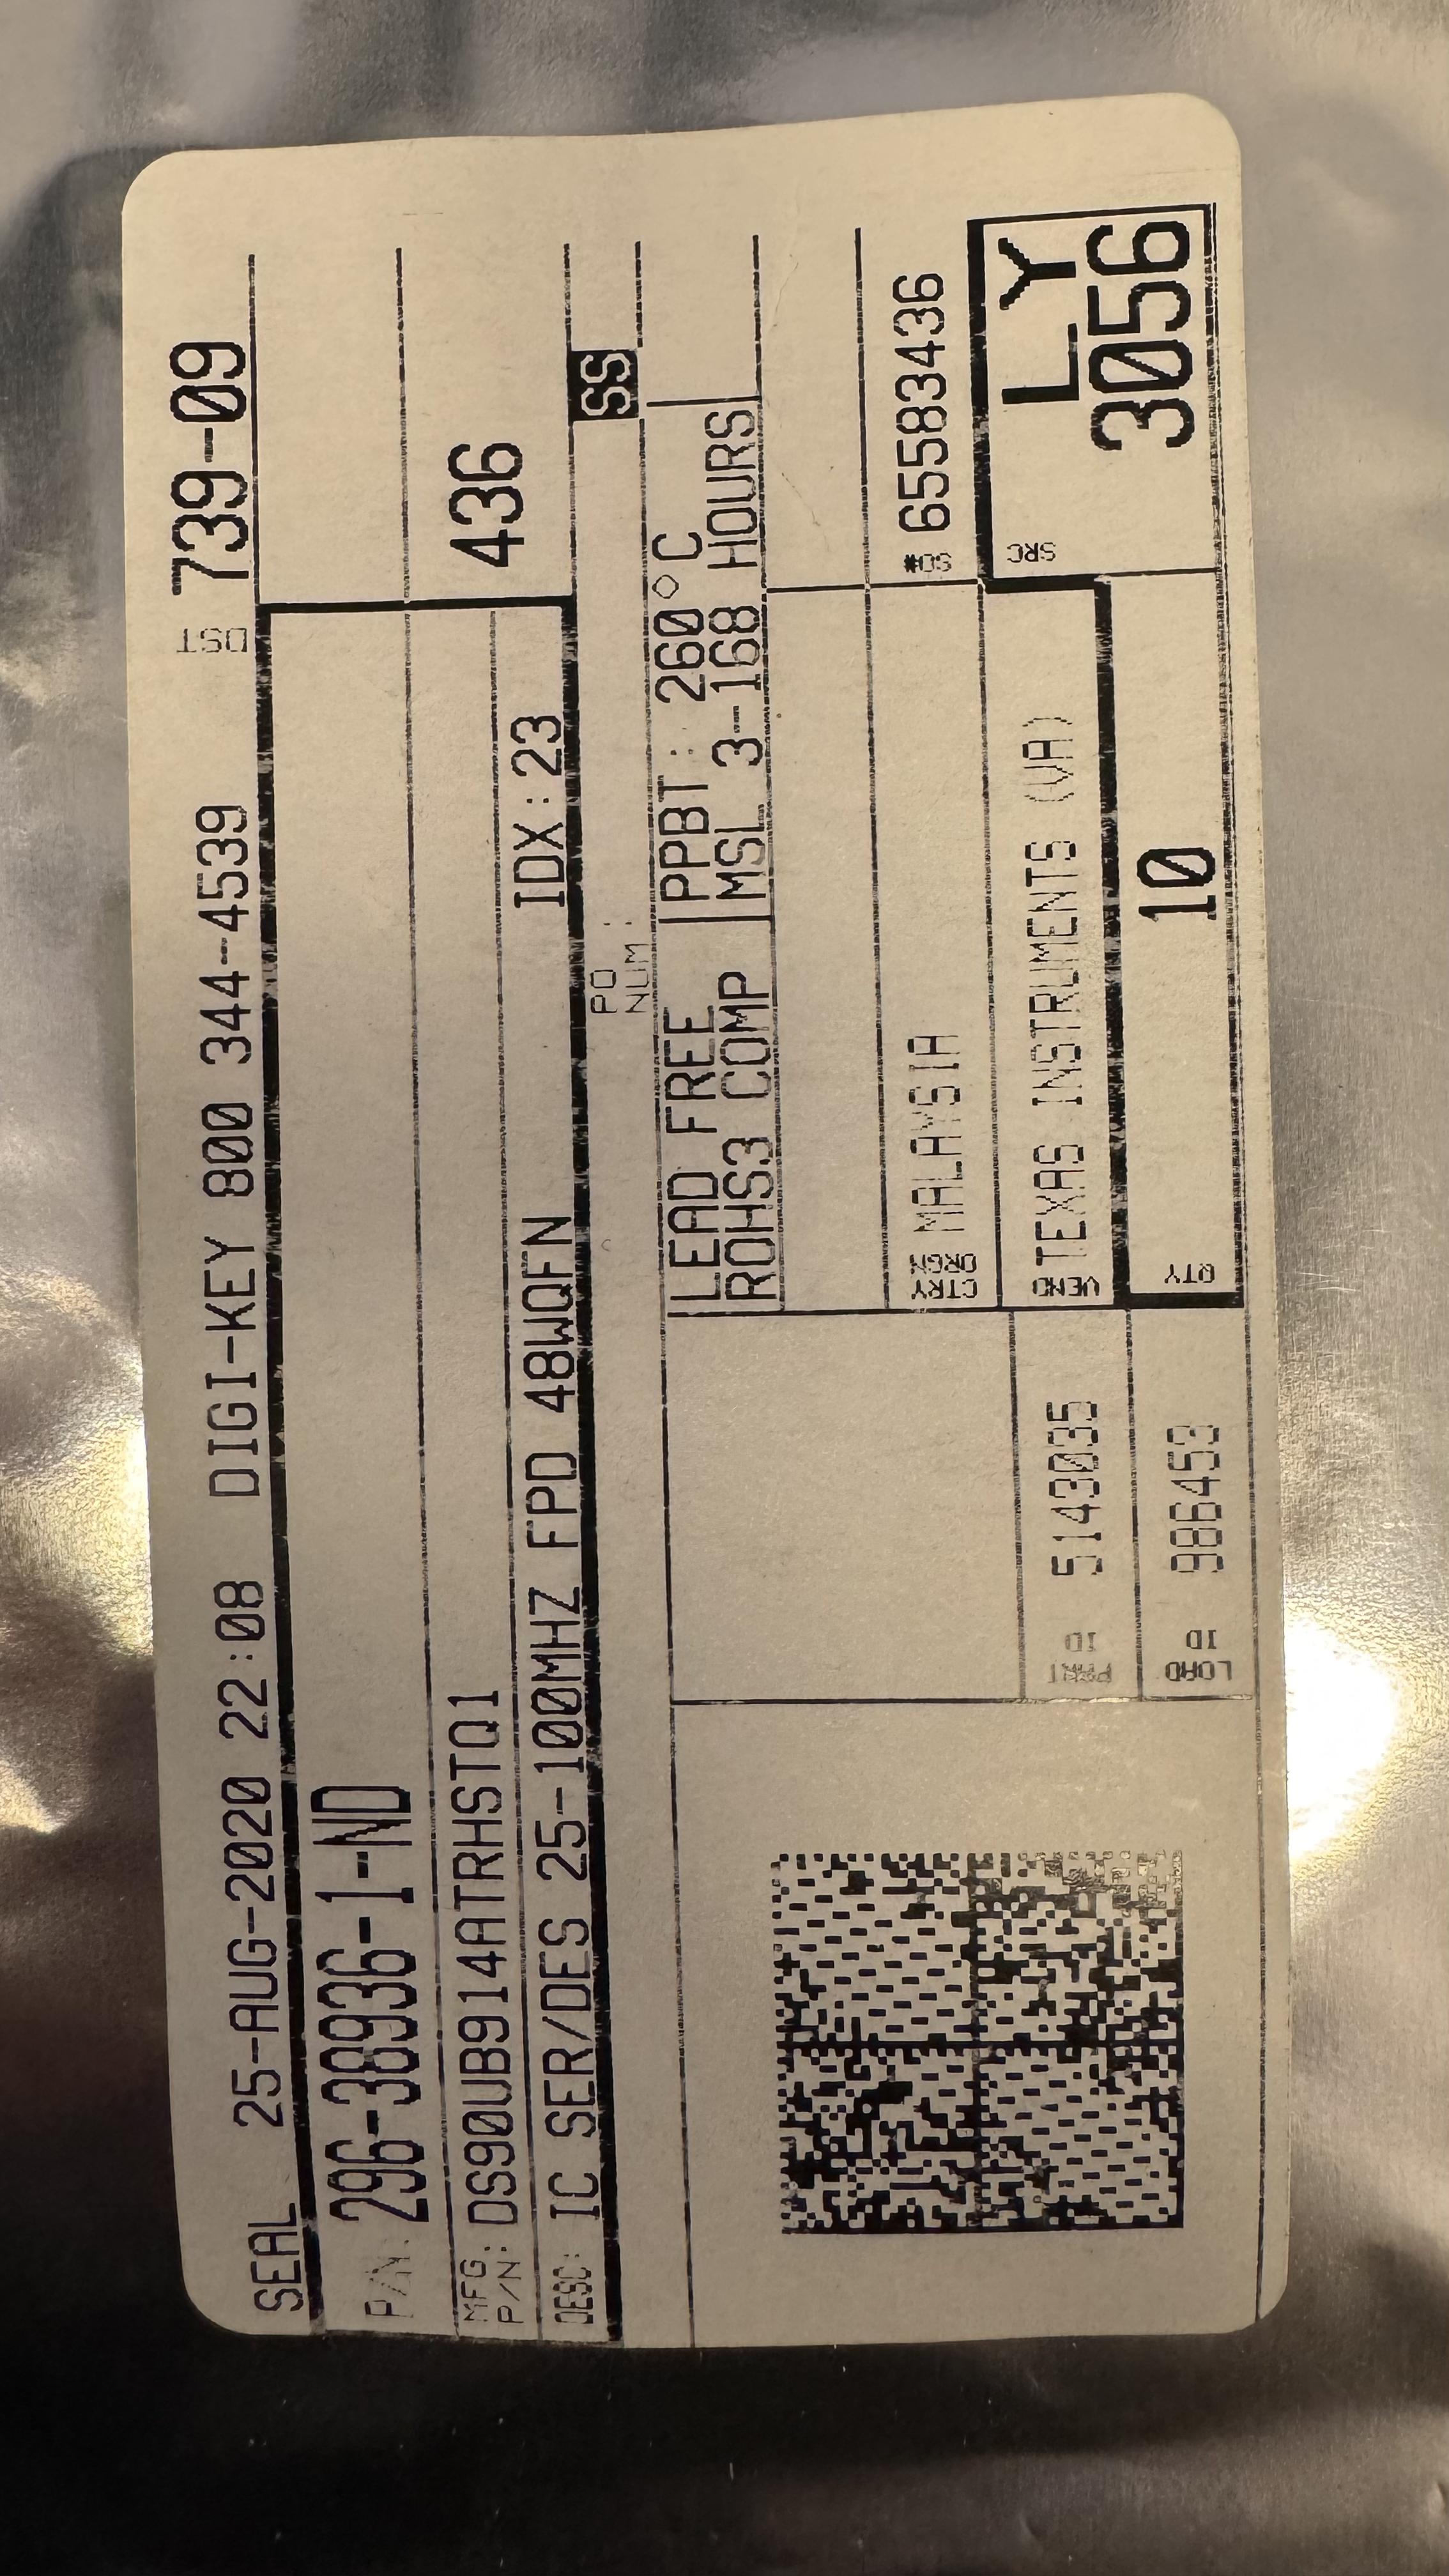 SEAL 25-AUG-2020 22:08 DIGI-KEY 800 344-4539 DST 739-09
P/N: 296-38936-1-ND
MFG. P/N: DS90UB914ATRHSTQ1 436
DESC: IC SER/DES 25-100MHZ FPD 48WQFN IDX:23
PO NUM: SS
LEAD FREE PPBT: 260°C
ROHS3 COMP MSL 3-168 HOURS
CTRY ORGN MALAYSIA SO# 65583436
PART ID 5143035 VEND TEXAS INSTRUMENTS (VA) SRC LY
LOAD ID 986453 QTY 10 3056